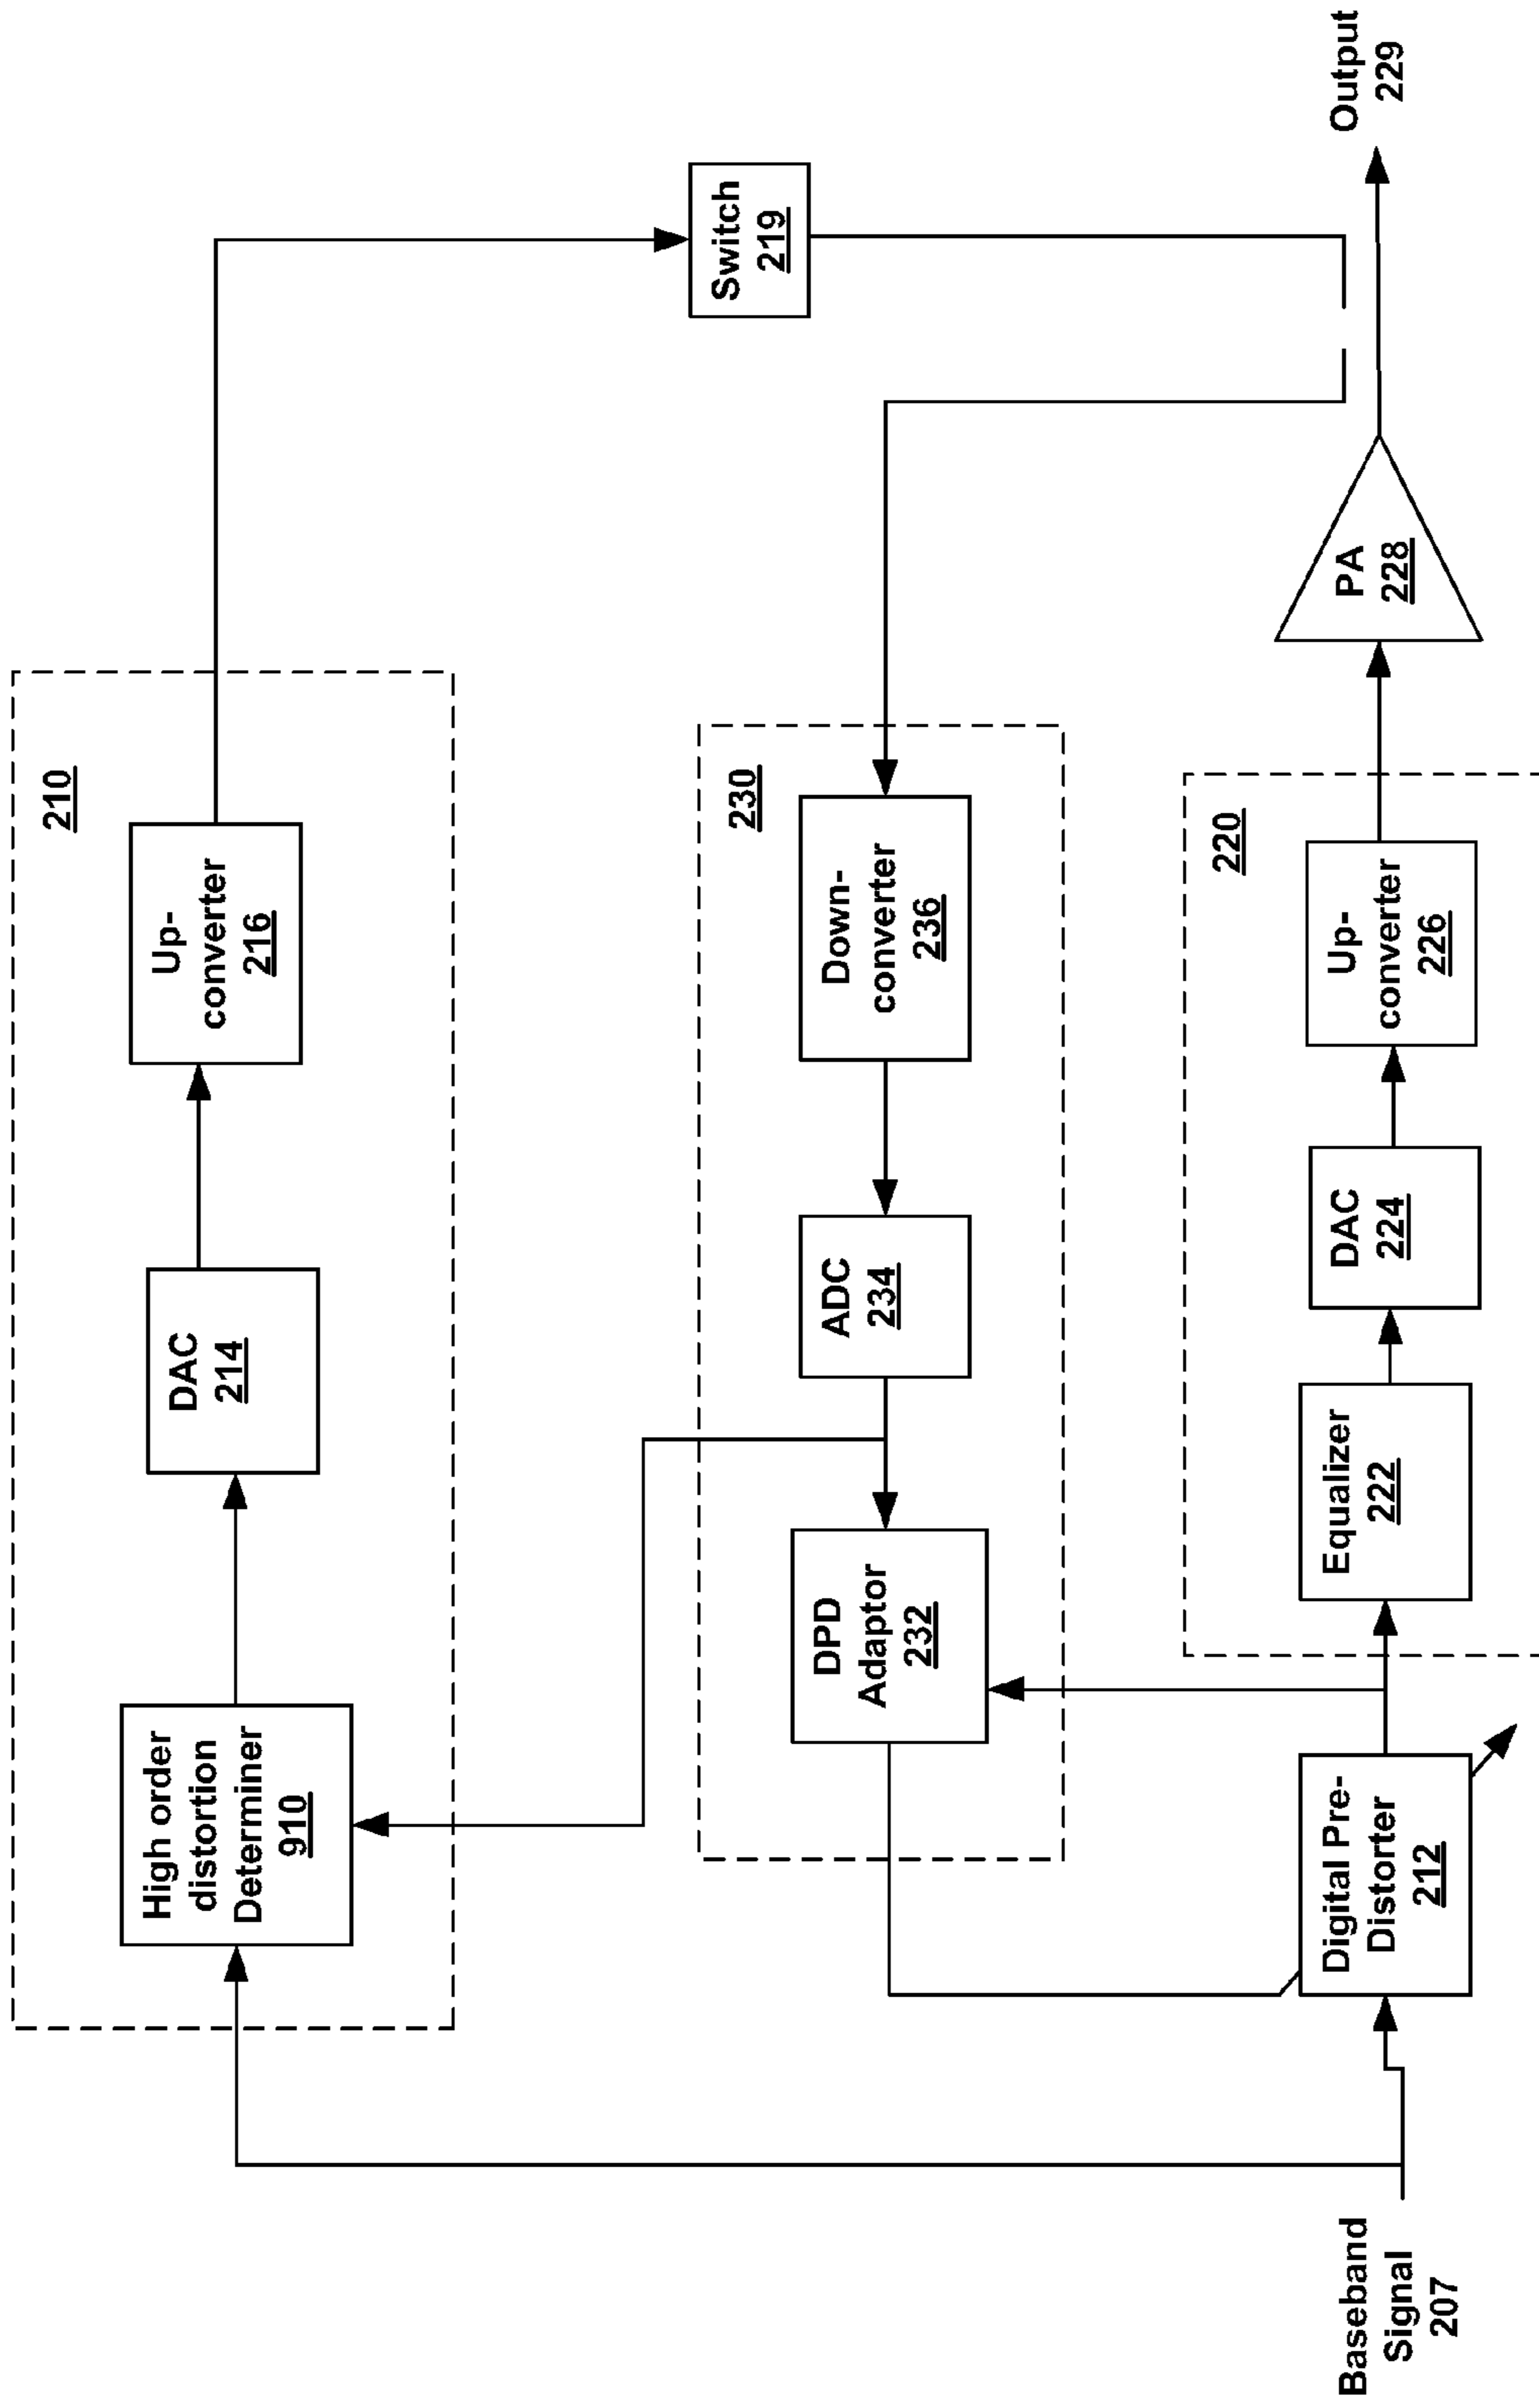 210
High order
distortion
Determiner
910
DAC
214
Up-
converter
216
Switch
219
230
DPD
Adaptor
232
ADC
234
Down-
converter
236
220
Baseband
Signal
207
Digital Pre-
Distorter
212
Equalizer
222
DAC
224
Up-
converter
226
PA
228
Output
229